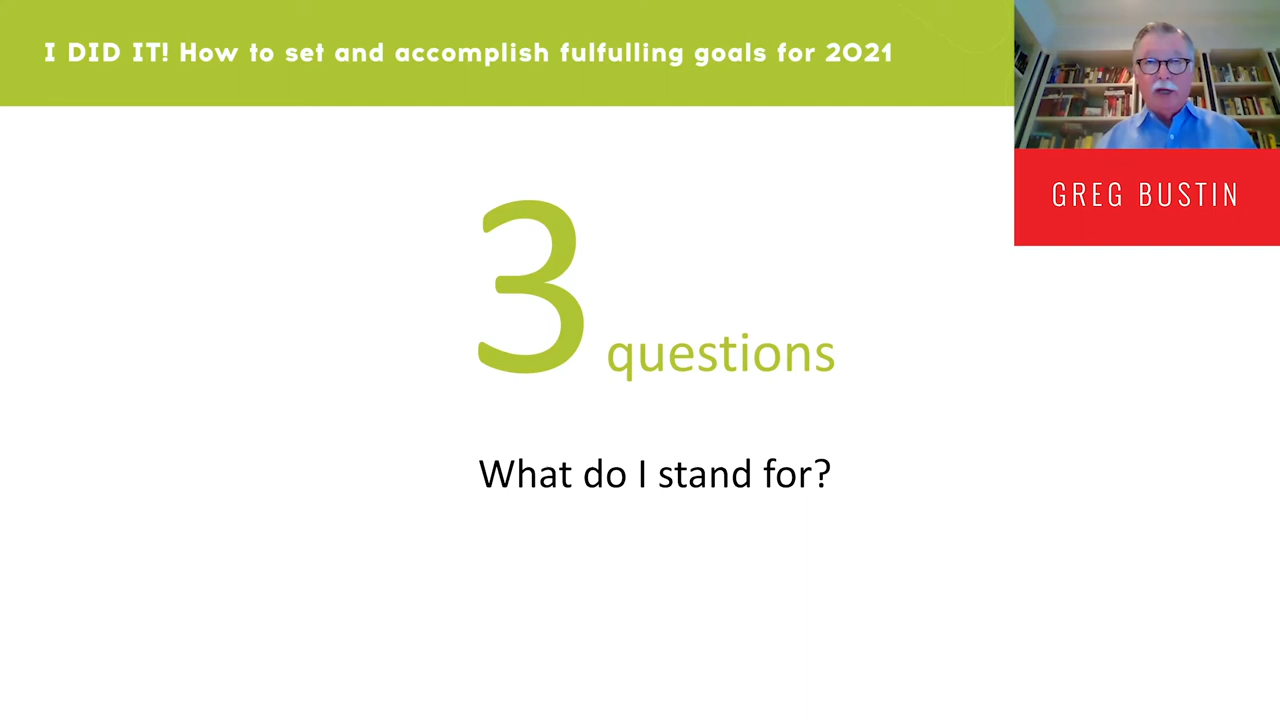 I DID IT! How to set and accomplish fulfulling goals for 2021
GREG BUSTIN
3 questions
What do I stand for?